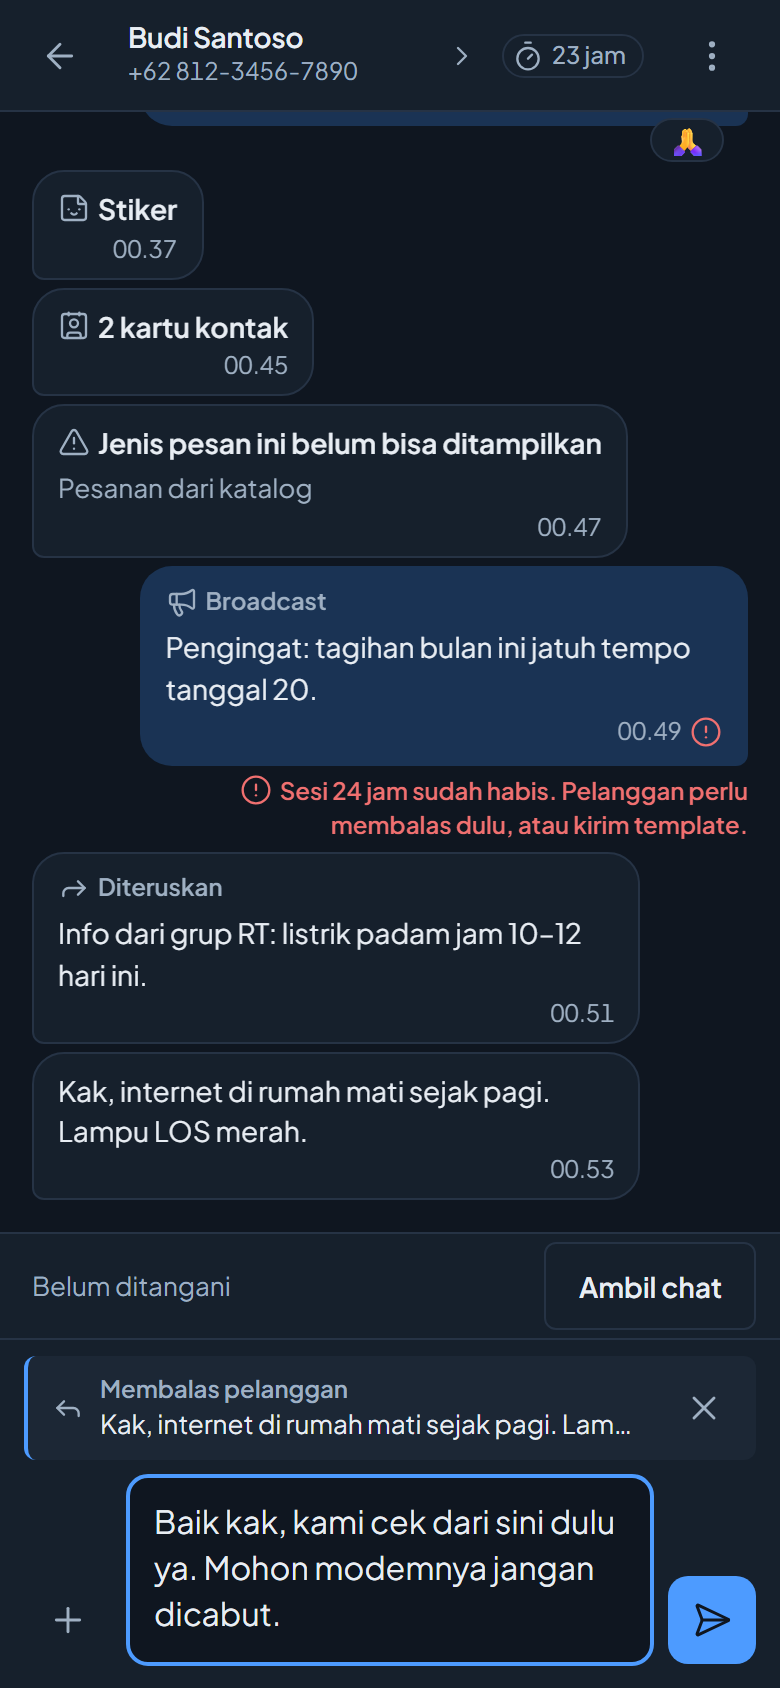 Budi Santoso
+62 812-3456-7890
23 jam
Stiker
00.37
2 kartu kontak
00.45
Jenis pesan ini belum bisa ditampilkan
Pesanan dari katalog
00.47
Broadcast
Pengingat: tagihan bulan ini jatuh tempo
tanggal 20.
00.49
Sesi 24 jam sudah habis. Pelanggan perlu
membalas dulu, atau kirim template.
Diteruskan
Info dari grup RT: listrik padam jam 10–12
hari ini.
00.51
Kak, internet di rumah mati sejak pagi.
Lampu LOS merah.
00.53
Belum ditangani
Ambil chat
Membalas pelanggan
Kak, internet di rumah mati sejak pagi. Lam...
Baik kak, kami cek dari sini dulu
ya. Mohon modemnya jangan
dicabut.